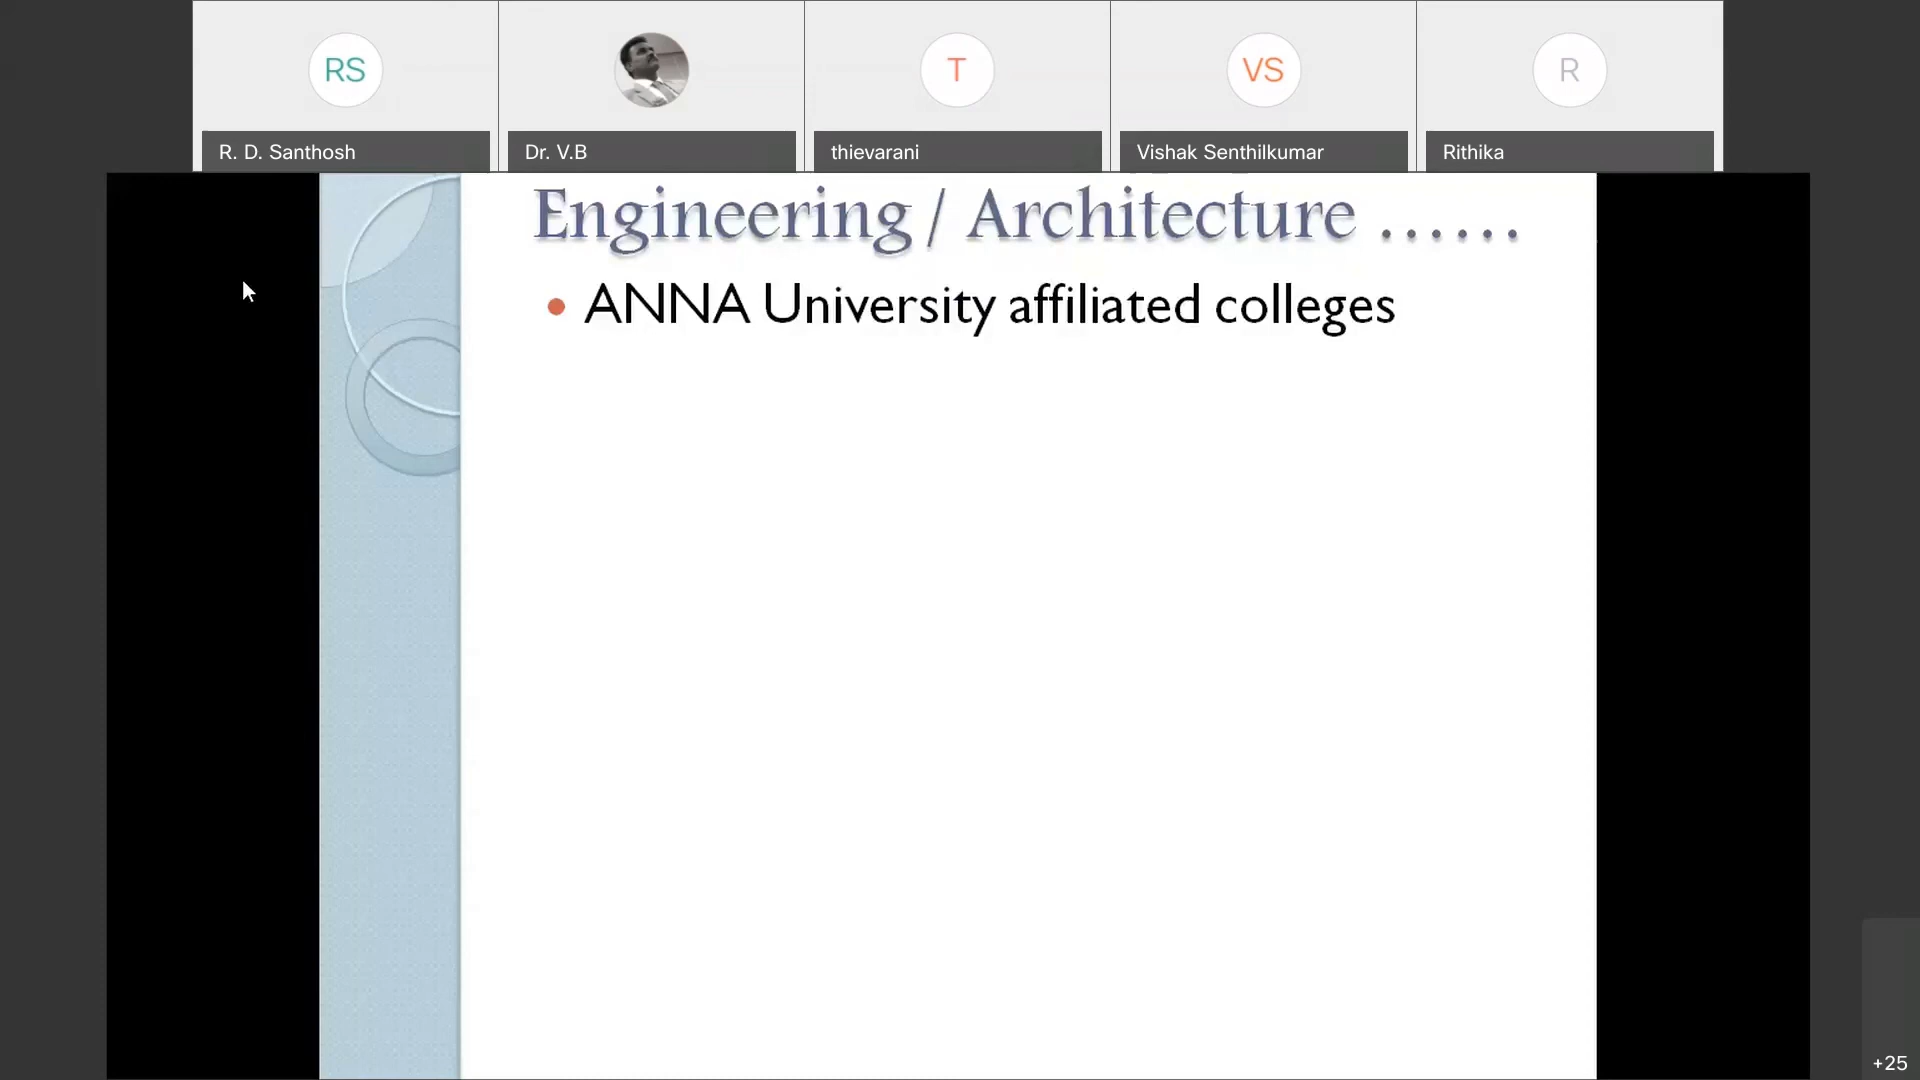 RS
T
VS
R
R. D. Santhosh
Dr. V.B
thievarani
Vishak Senthilkumar
Rithika
Engineering / Architecture ......
• ANNA University affiliated colleges
+25